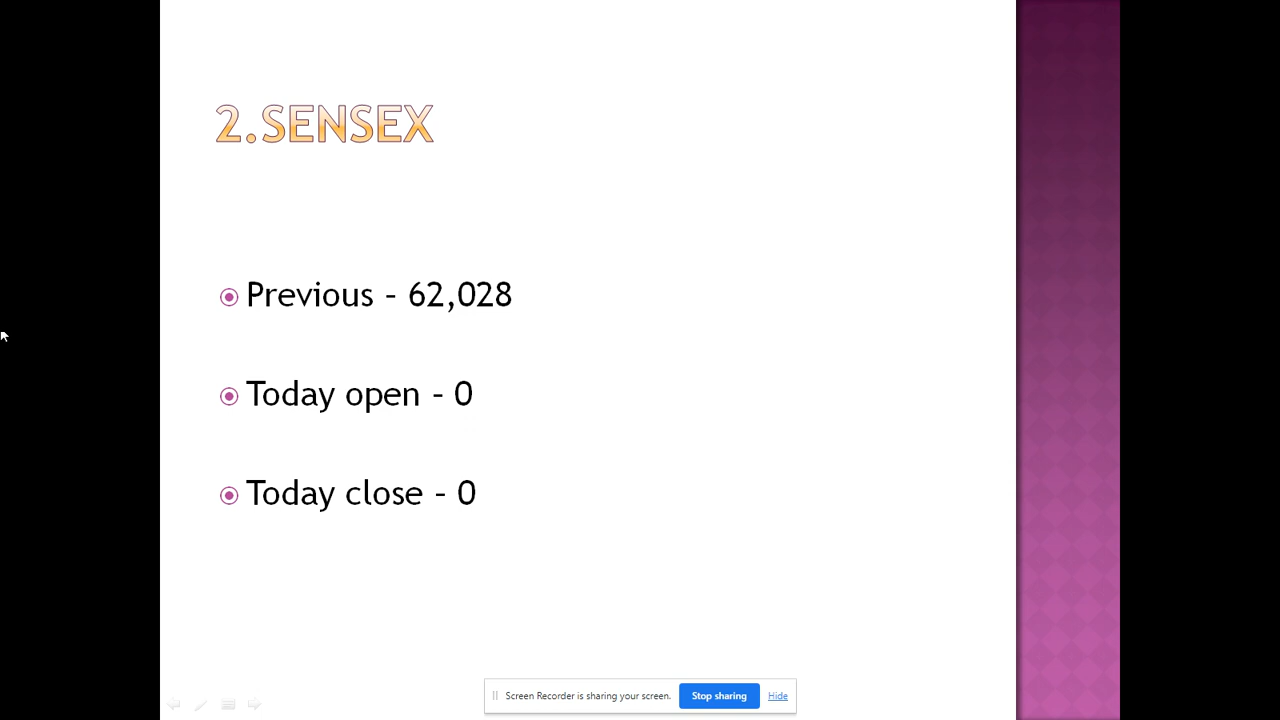 2.SENSEX
Previous – 62,028
Today open – 0
Today close – 0
Screen Recorder is sharing your screen. Stop sharing Hide